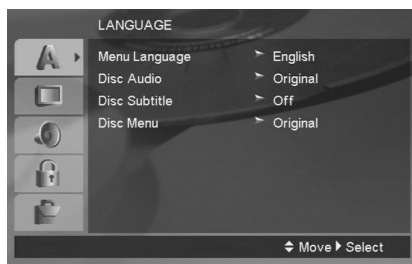 LANGUAGE
A
Menu Language English
Disc Audio Original
Disc Subtitle Off
Disc Menu Original
Move Select